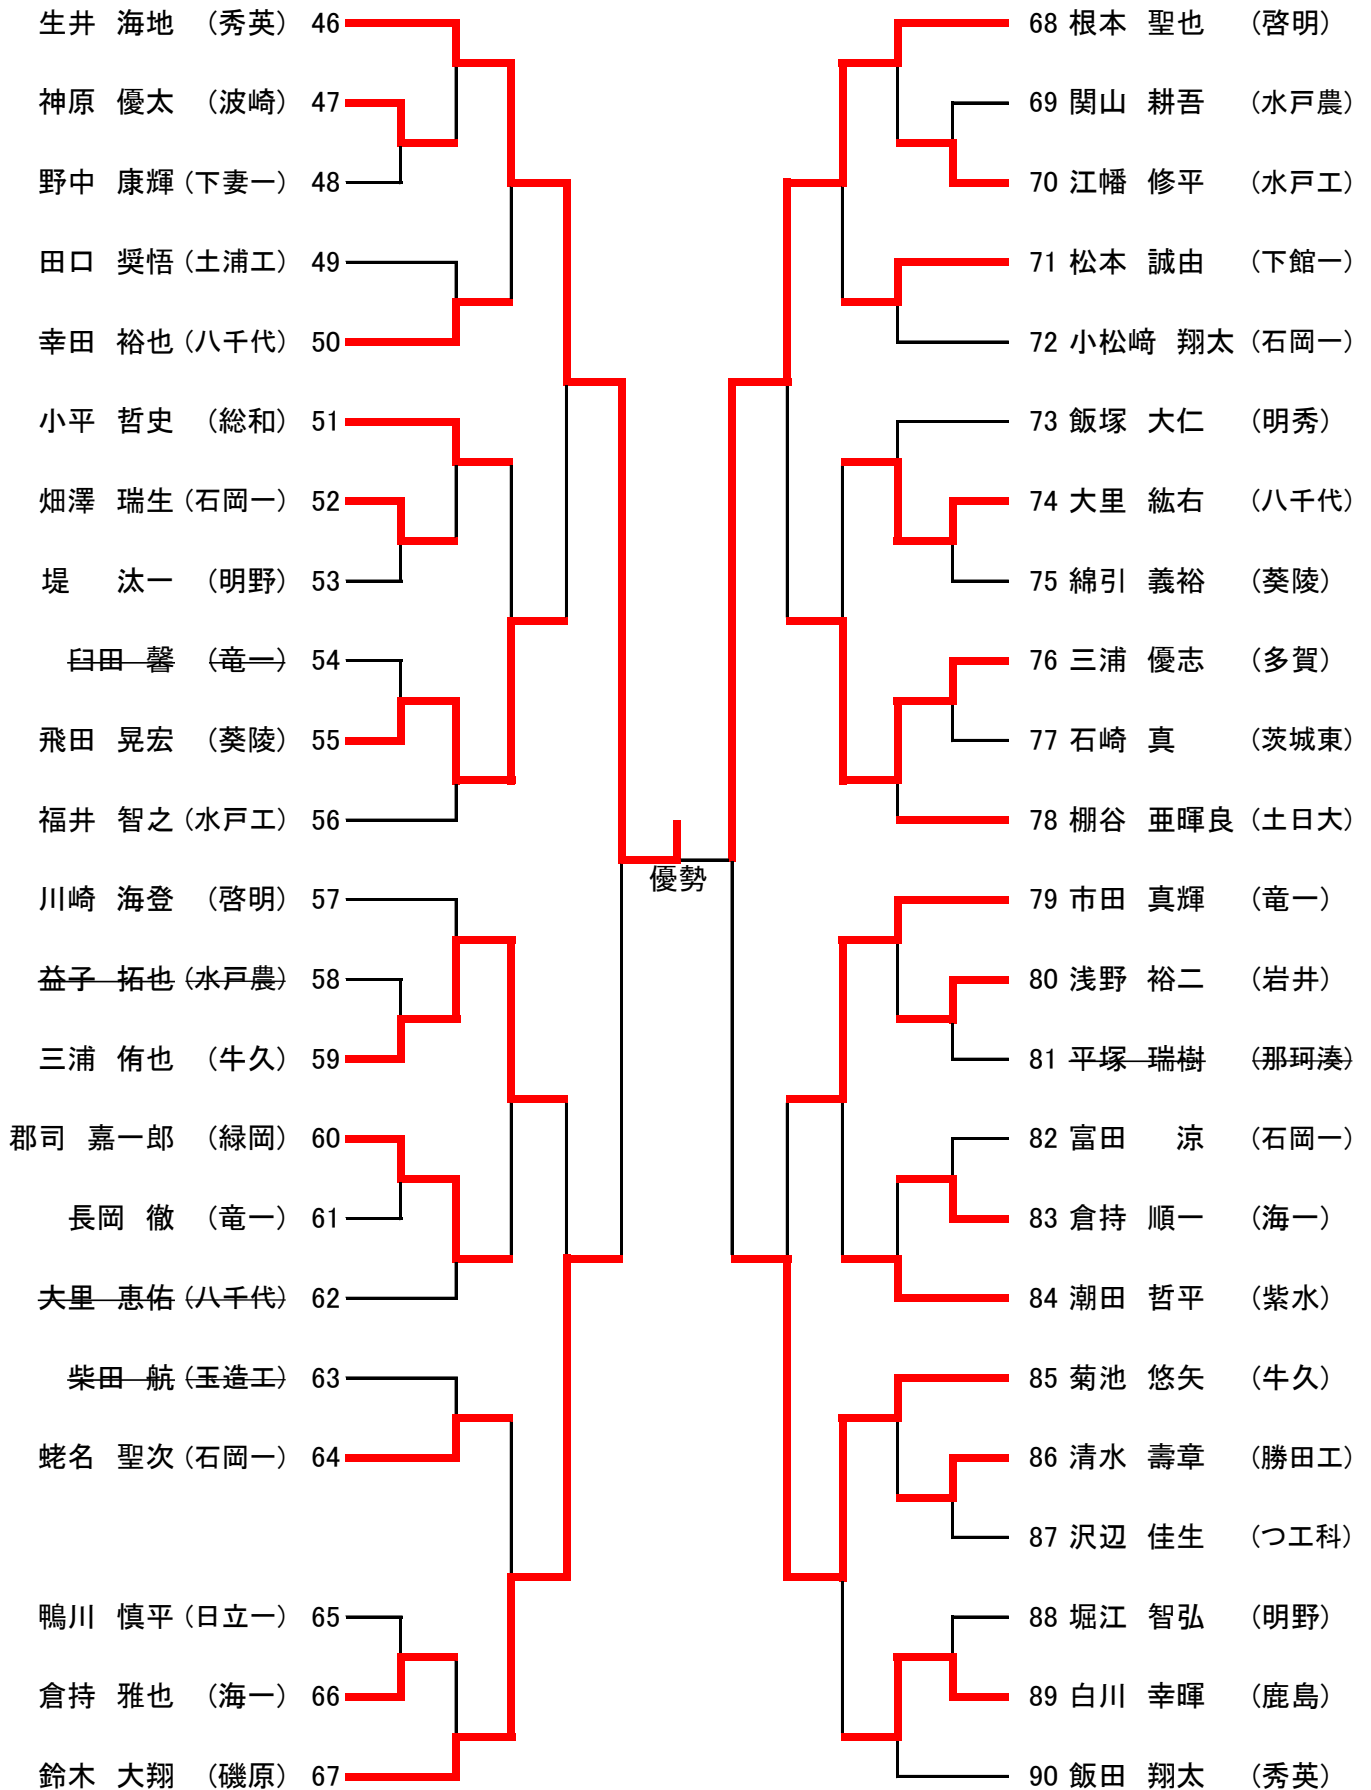 生井 海地 (秀英) 46
神原 優太 (波崎) 47
野中 康輝 (下妻一) 48
田口 奨悟 (土浦工) 49
幸田 裕也 (八千代) 50
小平 哲史 (総和) 51
畑澤 瑞生 (石岡一) 52
堤 汰一 (明野) 53
臼田 馨 (竜一) 54
飛田 晃宏 (葵陵) 55
福井 智之 (水戸工) 56
川崎 海登 (啓明) 57
益子 拓也 (水戸農) 58
三浦 侑也 (牛久) 59
郡司 嘉一郎 (緑岡) 60
長岡 徹 (竜一) 61
大里 恵佑 (八千代) 62
柴田 航 (玉造工) 63
蛯名 聖次 (石岡一) 64
鴨川 慎平 (日立一) 65
倉持 雅也 (海一) 66
鈴木 大翔 (磯原) 67
優勢
68 根本 聖也 (啓明)
69 関山 耕吾 (水戸農)
70 江幡 修平 (水戸工)
71 松本 誠由 (下館一)
72 小松﨑 翔太 (石岡一)
73 飯塚 大仁 (明秀)
74 大里 紘右 (八千代)
75 綿引 義裕 (葵陵)
76 三浦 優志 (多賀)
77 石崎 真 (茨城東)
78 棚谷 亜暉良 (土日大)
79 市田 真輝 (竜一)
80 浅野 裕二 (岩井)
81 平塚 瑞樹 (那珂湊)
82 富田 涼 (石岡一)
83 倉持 順一 (海一)
84 潮田 哲平 (紫水)
85 菊池 悠矢 (牛久)
86 清水 壽章 (勝田工)
87 沢辺 佳生 (つ工科)
88 堀江 智弘 (明野)
89 白川 幸暉 (鹿島)
90 飯田 翔太 (秀英)